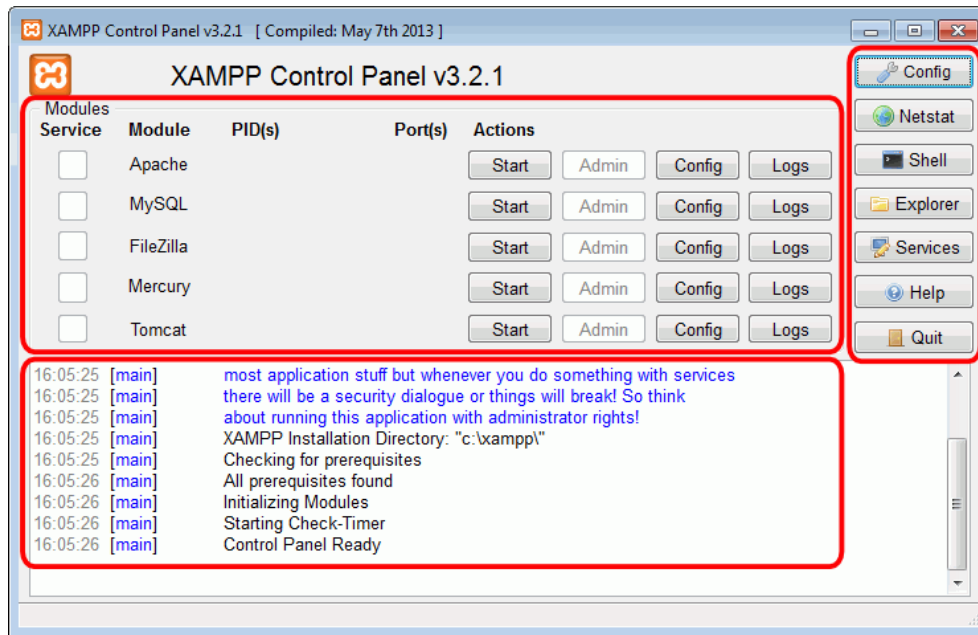 XAMPP Control Panel v3.2.1 [ Compiled: May 7th 2013 ]
XAMPP Control Panel v3.2.1
Modules
Service Module PID(s) Port(s) Actions
Apache Start Admin Config Logs
MySQL Start Admin Config Logs
FileZilla Start Admin Config Logs
Mercury Start Admin Config Logs
Tomcat Start Admin Config Logs
Config
Netstat
Shell
Explorer
Services
Help
Quit
16:05:25 [main] most application stuff but whenever you do something with services
16:05:25 [main] there will be a security dialogue or things will break! So think
16:05:25 [main] about running this application with administrator rights!
16:05:25 [main] XAMPP Installation Directory: "c:\xampp\"
16:05:25 [main] Checking for prerequisites
16:05:26 [main] All prerequisites found
16:05:26 [main] Initializing Modules
16:05:26 [main] Starting Check-Timer
16:05:26 [main] Control Panel Ready